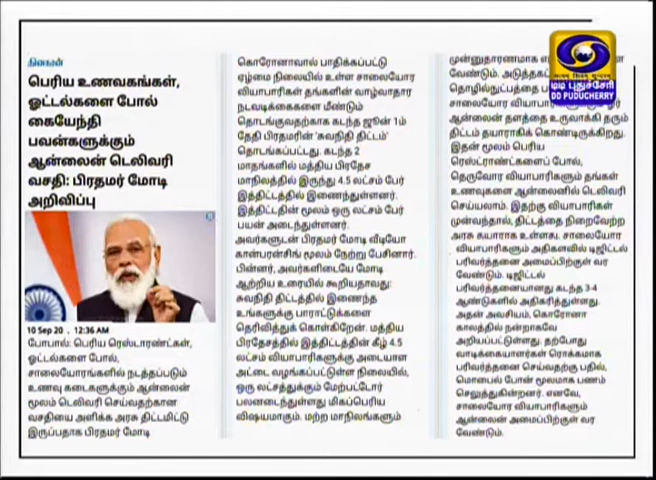 தினகரன்
பெரிய உணவகங்கள்,
ஓட்டல்களை போல்
கையேந்தி
பவன்களுக்கும்
ஆன்லைன் டெலிவரி
வசதி: பிரதமர் மோடி
அறிவிப்பு
10 Sep 20 . 12:36 AM
போபால்: பெரிய ரெஸ்டாரண்ட்கள்,
ஓட்டல்களை போல்,
சாலையோரங்களில் நடத்தப்படும்
உணவு கடைகளுக்கும் ஆன்லைன்
மூலம் டெலிவரி செய்வதற்கான
வசதியை அளிக்க அரசு திட்டமிட்டு
இருப்பதாக பிரதமர் மோடி
கொரோனாவால் பாதிக்கப்பட்டு
ஏழ்மை நிலையில் உள்ள சாலையோர
வியாபாரிகள் தங்களின் வாழ்வாதார
நடவடிக்கைகளை மீண்டும்
தொடங்குவதற்காக கடந்த ஜூன் 1ம்
தேதி பிரதமரின் 'சுவநிதி திட்டம்'
தொடங்கப்பட்டது. கடந்த 2
மாதங்களில் மத்திய பிரதேச
மாநிலத்தில் இருந்து 4.5 லட்சம் பேர்
இத்திட்டத்தில் இணைந்துள்ளனர்.
இத்திட்டதின் மூலம் ஒரு லட்சம் பேர்
பயன் அடைந்துள்ளனர்.
அவர்களுடன் பிரதமர் மோடி வீடியோ
கான்பரன்சிங் மூலம் நேற்று பேசினார்.
பின்னர், அவர்களிடையே மோடி
ஆற்றிய உரையில் கூறியதாவது:
சுவநிதி திட்டத்தில் இணைந்த
உங்களுக்கு பாராட்டுக்களை
தெரிவித்துக் கொள்கிறேன். மத்திய
பிரதேசத்தில் இத்திட்டத்தின் கீழ் 4.5
லட்சம் வியாபாரிகளுக்கு அடையாள
அட்டை வழங்கப்பட்டுள்ள நிலையில்,
ஒரு லட்சத்துக்கும் மேற்பட்டோர்
பலனடைந்துள்ளது மிகப்பெரிய
விஷயமாகும். மற்ற மாநிலங்களும்
முன்னுதாரணமாக
வேண்டும். அடுத்தகட்
தொழில்நுட்பத்தை ப
சாலையோர வியாபா
ஆன்லைன் தளத்தை உருவாக்கி தரும்
திட்டம் தயாராகிக் கொண்டிருக்கிறது.
இதன் மூலம் பெரிய
ரெஸ்ட்ராண்ட்களைப் போல,
தெருவோர வியாபாரிகளும் தங்கள்
உணவுகளை ஆன்லைனில் டெலிவரி
செய்யலாம். இதற்கு வியாபாரிகள்
முன்வந்தால், திட்டத்தை நிறைவேற்ற
அரசு தயாராக உள்ளது. சாலையோர
வியாபாரிகளும் அதிகளவில் டிஜிட்டல்
பரிவர்த்தனை அமைப்பிற்குள் வர
வேண்டும். டிஜிட்டல்
பரிவர்த்தனையானது கடந்த 3-4
ஆண்டுகளில் அதிகரித்துள்ளது.
அதன் அவசியம், கொரோனா
காலத்தில் நன்றாகவே
அறியப்பட்டுள்ளது. தற்போது
வாடிக்கையாளர்கள் ரொக்கமாக
பரிவர்த்தனை செய்வதற்கு பதில்,
மொபைல் போன் மூலமாக பணம்
செலுத்துகின்றனர். எனவே,
சாலையோர வியாபாரிகளும்
ஆன்லைன் அமைப்பிற்குள் வர
வேண்டும்.
டிடி புதுச்சேரி
DD PUDUCHERRY